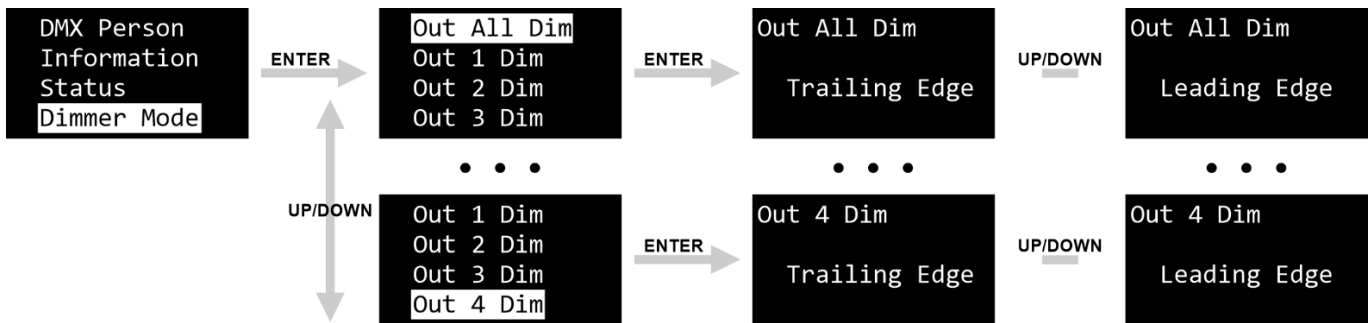 DMX Person
Information
Status
Dimmer Mode
ENTER
Out All Dim
Out 1 Dim
Out 2 Dim
Out 3 Dim
ENTER
Out All Dim
Trailing Edge
UP/DOWN
Out All Dim
Leading Edge
UP/DOWN
Out 1 Dim
Out 2 Dim
Out 3 Dim
Out 4 Dim
ENTER
Out 4 Dim
Trailing Edge
UP/DOWN
Out 4 Dim
Leading Edge